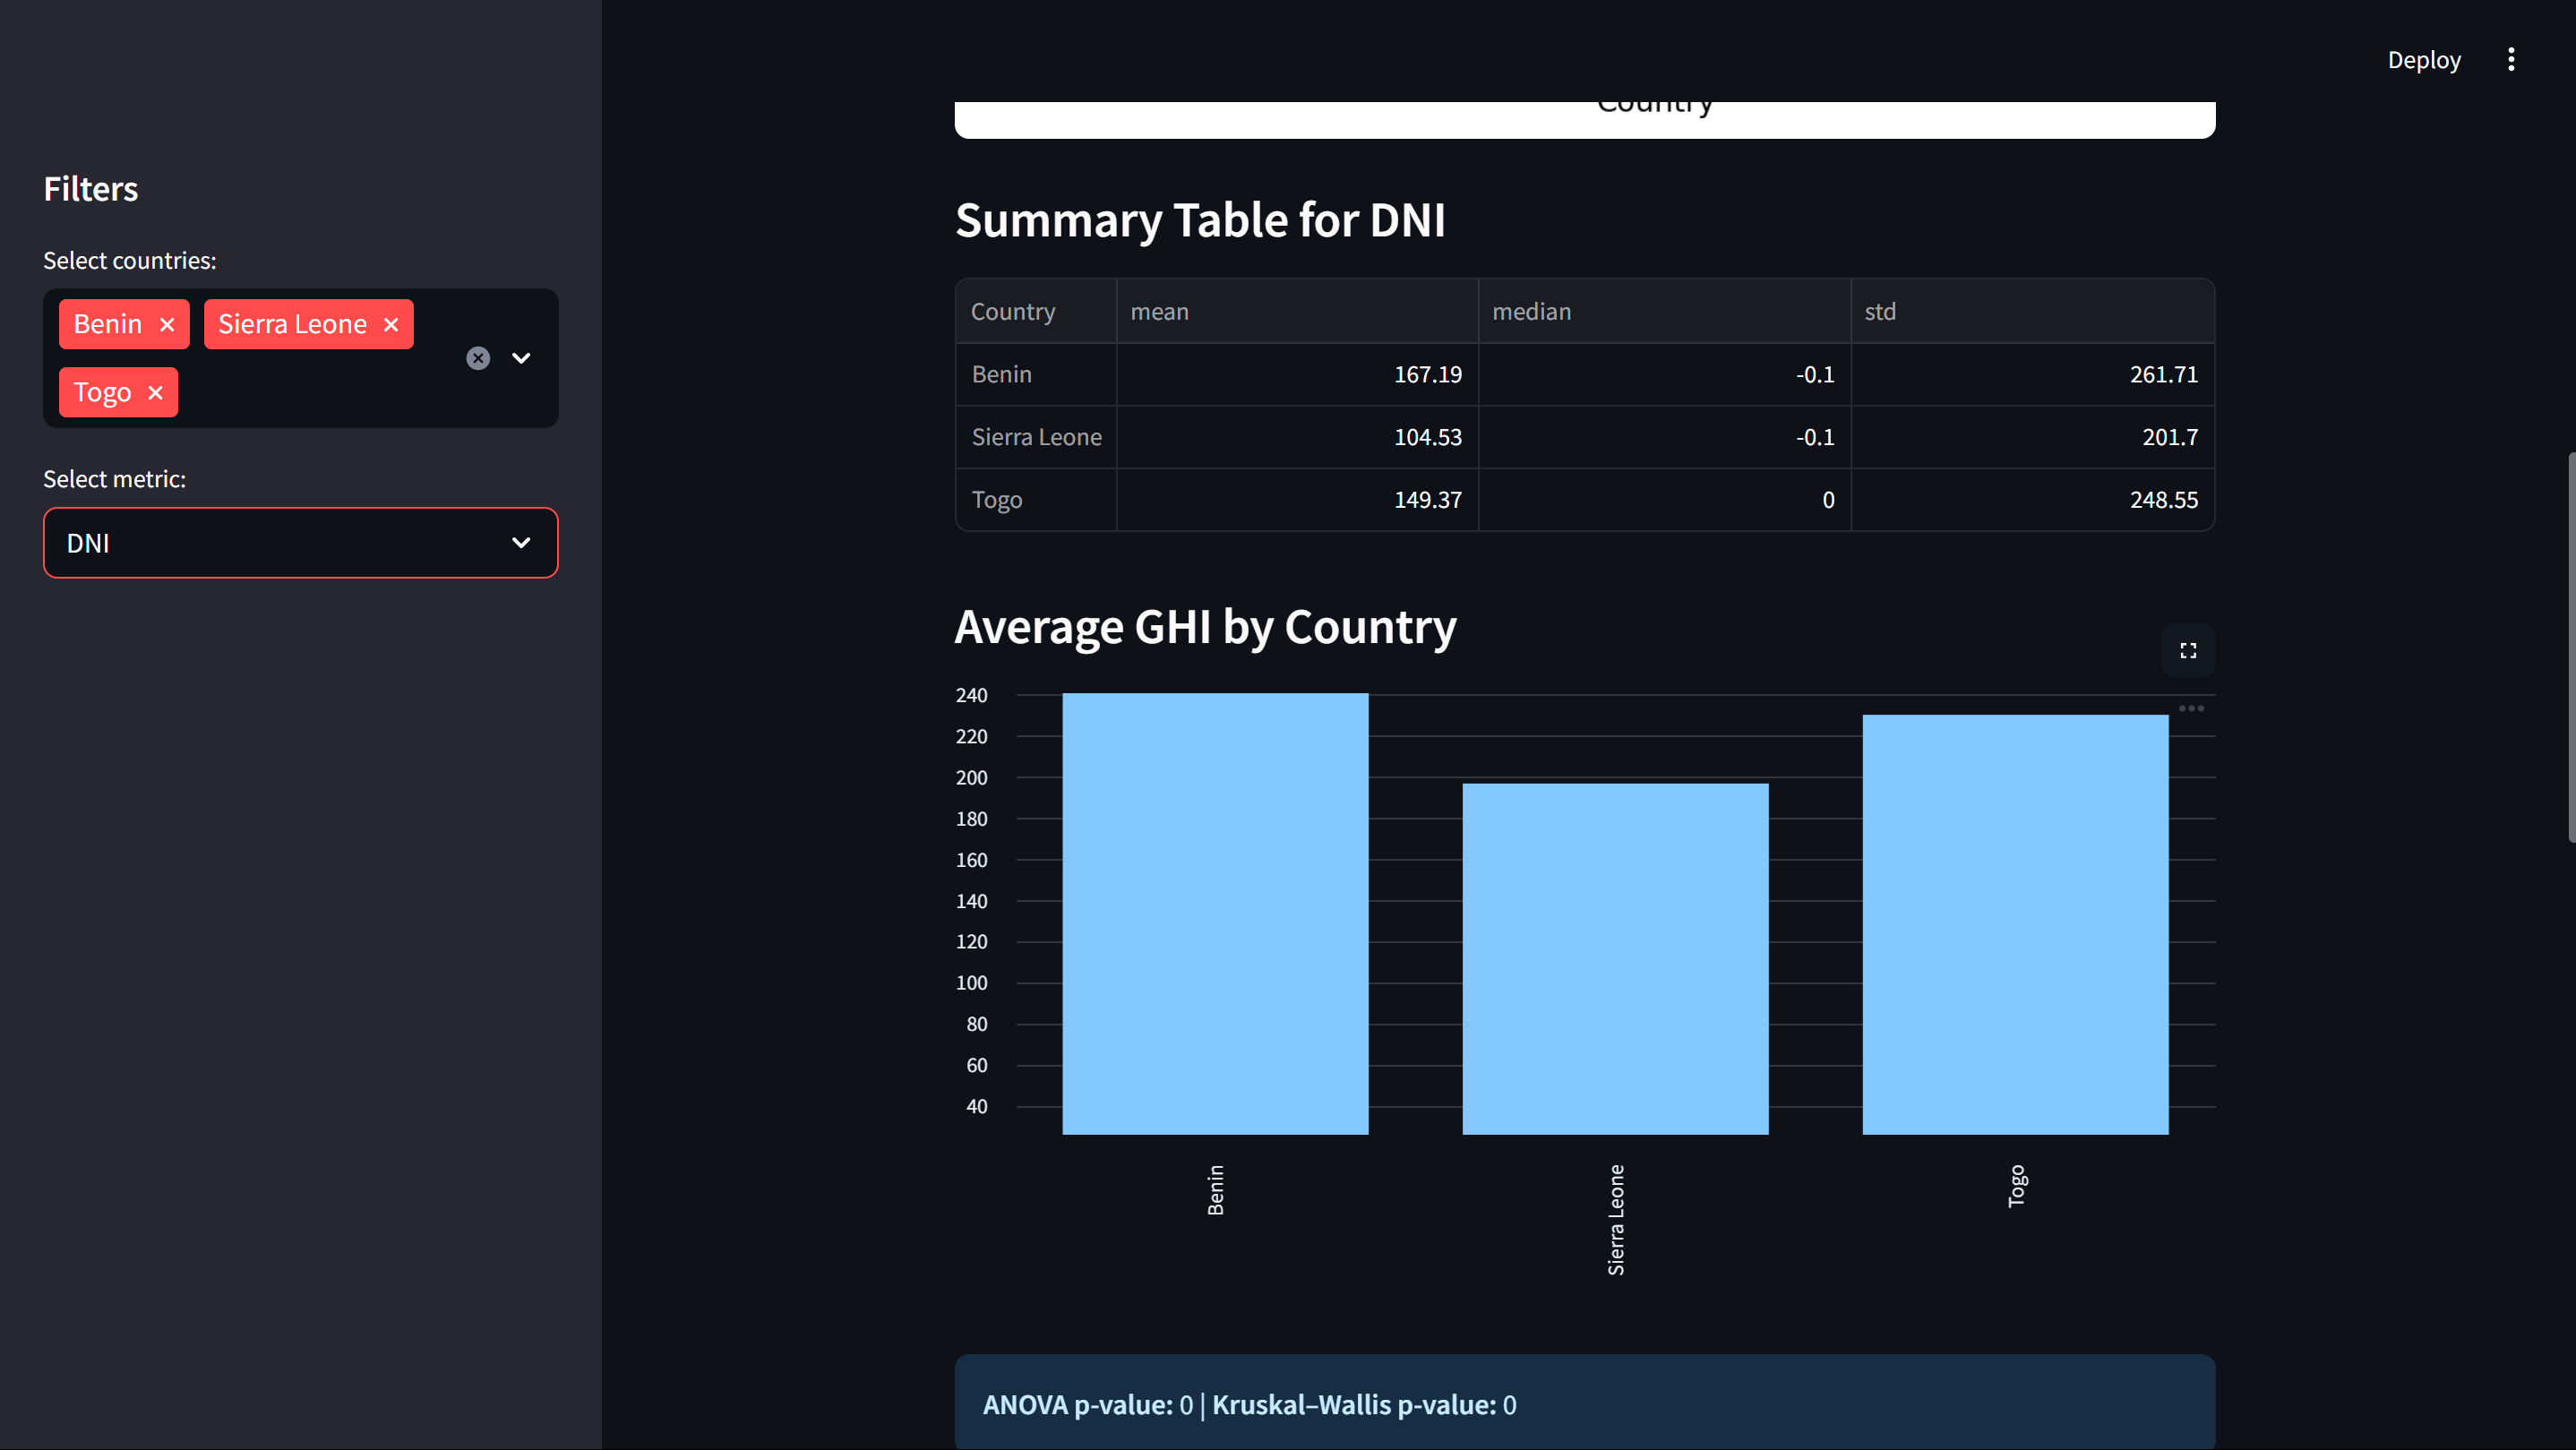 Deploy
Country
Filters
Select countries:
Benin
Sierra Leone
Togo
Select metric:
DNI
Summary Table for DNI
Country mean median std
Benin 167.19 -0.1 261.71
Sierra Leone 104.53 -0.1 201.7
Togo 149.37 0 248.55
Average GHI by Country
240
220
200
180
160
140
120
100
80
60
40
Benin
Sierra Leone
Togo
ANOVA p-value: 0 | Kruskal–Wallis p-value: 0